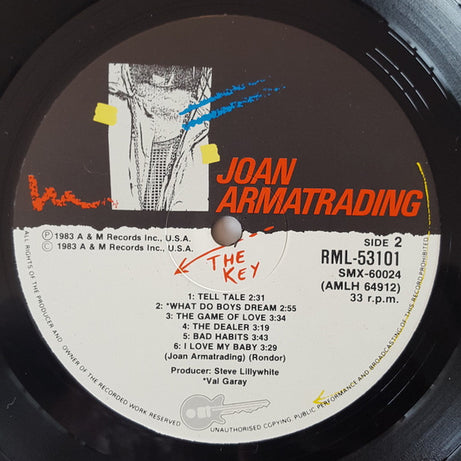 JOAN
ARMATRADING
Ⓟ 1983 A & M Records Inc., U.S.A.
© 1983 A & M Records Inc., U.S.A.
SIDE 2
RML-53101
SMX-60024
(AMLH 64912)
33 r.p.m.
THE
KEY
1: TELL TALE 2:31
2: *WHAT DO BOYS DREAM 2:55
3: THE GAME OF LOVE 3:34
4: THE DEALER 3:19
5: BAD HABITS 3:43
6: I LOVE MY BABY 3:29
(Joan Armatrading) (Rondor)
Producer: Steve Lillywhite
*Val Garay
ALL RIGHTS OF THE PRODUCER AND OWNER OF THE RECORDED WORK RESERVED UNAUTHORISED COPYING, PUBLIC PERFORMANCE AND BROADCASTING OF THIS RECORD PROHIBITED